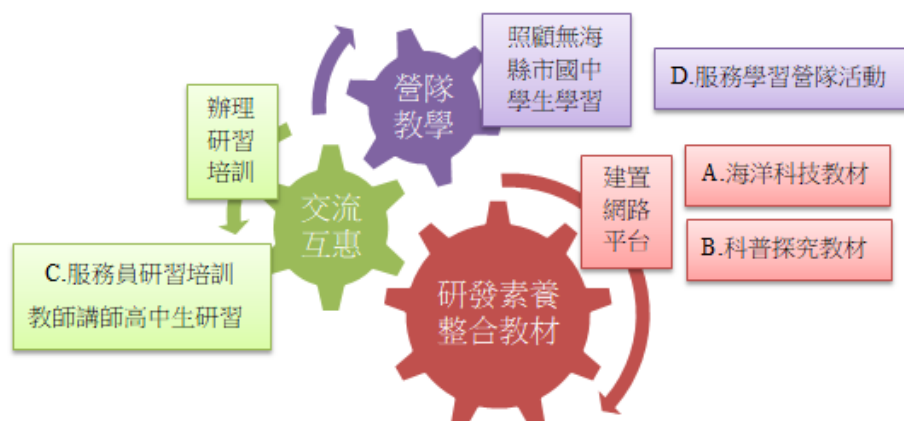 營隊
教學
照顧無海
縣市國中
學生學習
D.服務學習營隊活動
辦理
研習
培訓
交流
互惠
C.服務員研習培訓
教師講師高中生研習
建置
網路
平台
A.海洋科技教材
B.科普探究教材
研發素養
整合教材